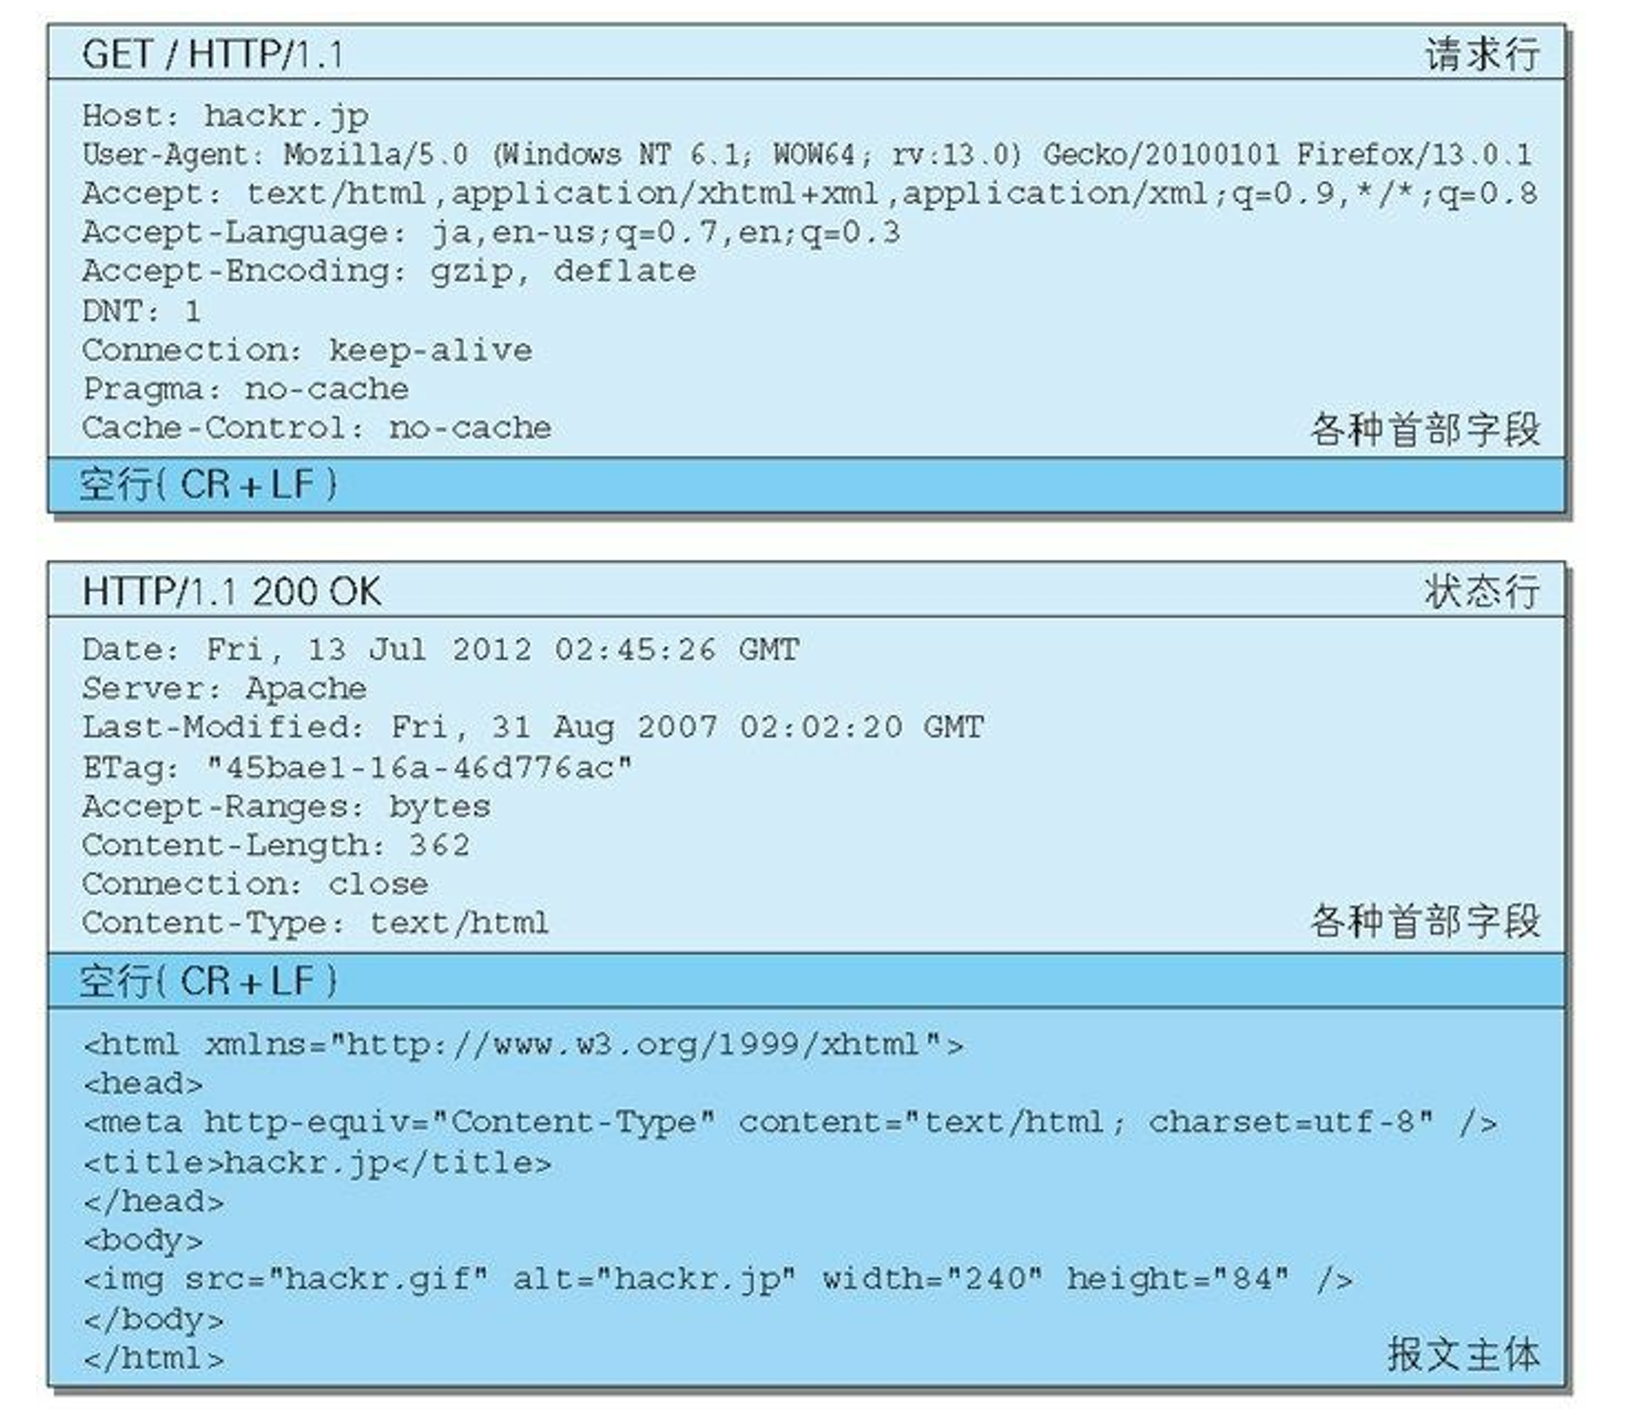 GET / HTTP/1.1 请求行
Host: hackr.jp
User-Agent: Mozilla/5.0 (Windows NT 6.1; WOW64; rv:13.0) Gecko/20100101 Firefox/13.0.1
Accept: text/html,application/xhtml+xml,application/xml;q=0.9,*/*;q=0.8
Accept-Language: ja,en-us;q=0.7,en;q=0.3
Accept-Encoding: gzip, deflate
DNT: 1
Connection: keep-alive
Pragma: no-cache
Cache-Control: no-cache 各种首部字段
空行( CR + LF )
HTTP/1.1 200 OK 状态行
Date: Fri, 13 Jul 2012 02:45:26 GMT
Server: Apache
Last-Modified: Fri, 31 Aug 2007 02:02:20 GMT
ETag: "45bae1-16a-46d776ac"
Accept-Ranges: bytes
Content-Length: 362
Connection: close
Content-Type: text/html 各种首部字段
空行( CR + LF )
<html xmlns="http://www.w3.org/1999/xhtml">
<head>
<meta http-equiv="Content-Type" content="text/html; charset=utf-8" />
<title>hackr.jp</title>
</head>
<body>
<img src="hackr.gif" alt="hackr.jp" width="240" height="84" />
</body>
</html> 报文主体